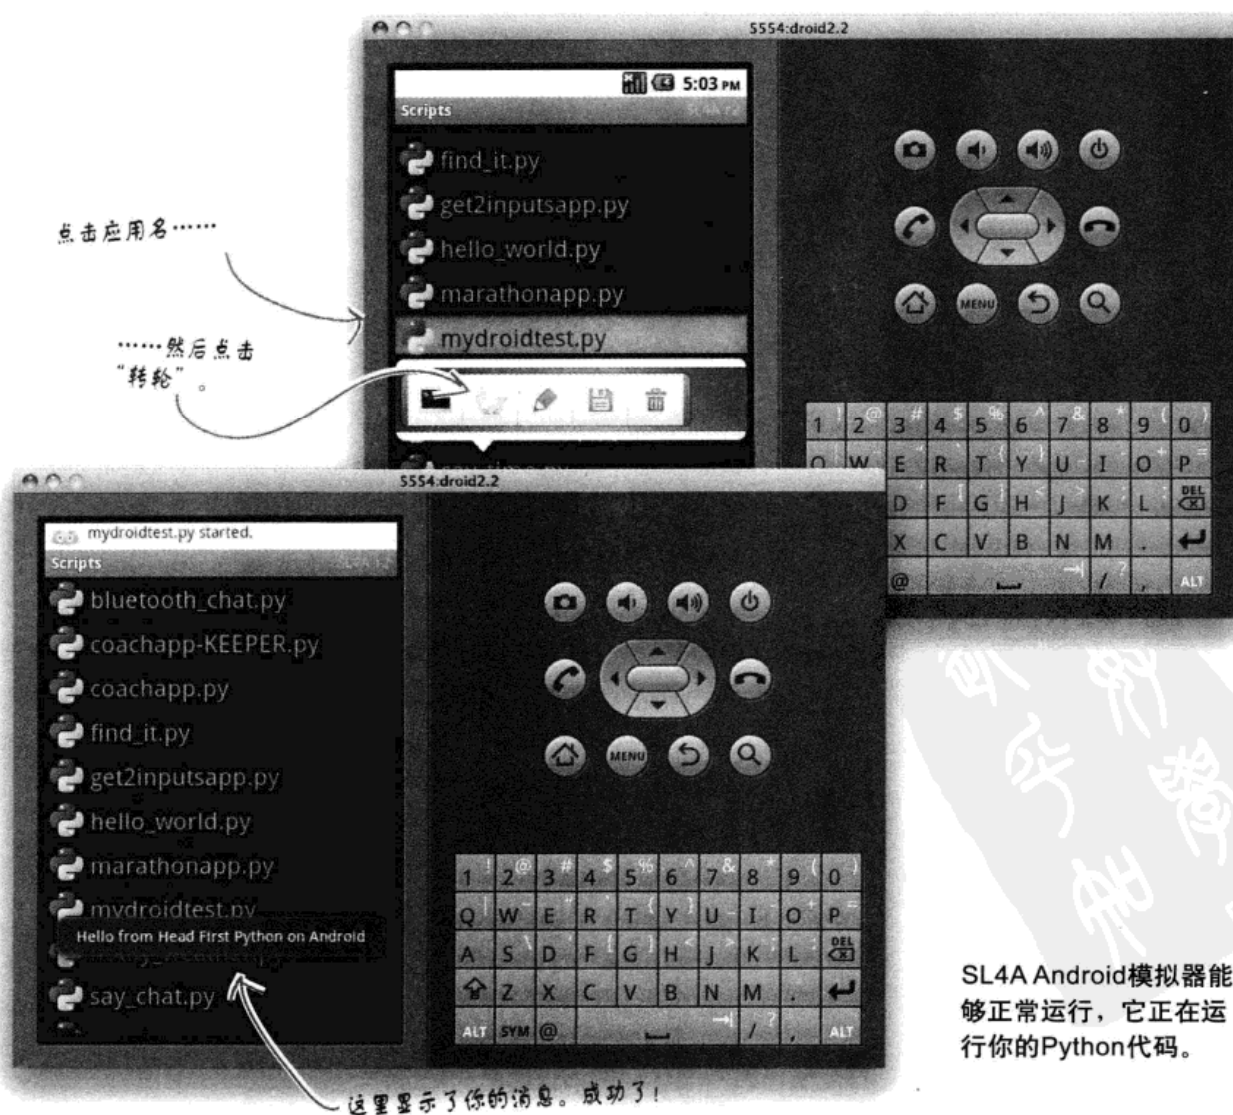 5554:droid2.2
5:03 PM
Scripts
SL4A r2
find_it.py
get2inputsapp.py
hello_world.py
marathonapp.py
mydroidtest.py
点击应用名……
……然后点击
“转轮”。
MENU
1 ! 2 @ 3 # 4 $ 5 % 6 ^ 7 & 8 * 9 ( 0 )
Q W E R T { Y } U - I O + P =
D F [ G ] H < J K L DEL
X C V B N M .
@ / ? , ALT
5554:droid2.2
mydroidtest.py started.
Scripts
SL4A r2
bluetooth_chat.py
coachapp-KEEPER.py
coachapp.py
find_it.py
get2inputsapp.py
hello_world.py
marathonapp.py
mydroidtest.py
Hello from Head First Python on Android
say_chat.py
MENU
1 ! 2 @ 3 # 4 $ 5 % 6 ^ 7 & 8 * 9 ( 0 )
Q | W ~ E " R ` T { Y } U _ I - O + P =
A S \ D ' F [ G ] H < J > K ; L : DEL
Z X C V B N M .
ALT SYM @ / ? , ALT
SL4A Android模拟器能
够正常运行，它正在运
行你的Python代码。
这里显示了你的消息。成功了！